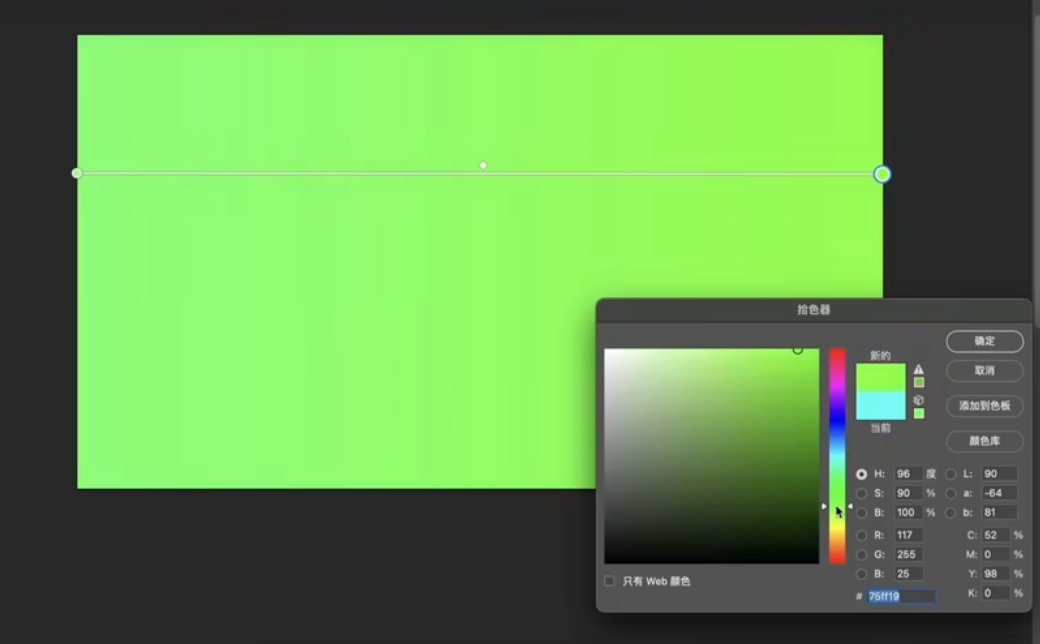 拾色器
新的
当前
确定
取消
添加到色板
颜色库
H: 96 度
S: 90 %
B: 100 %
R: 117
G: 255
B: 25
# 75ff19
L: 90
a: -64
b: 81
C: 52 %
M: 0 %
Y: 98 %
K: 0 %
只有 Web 颜色